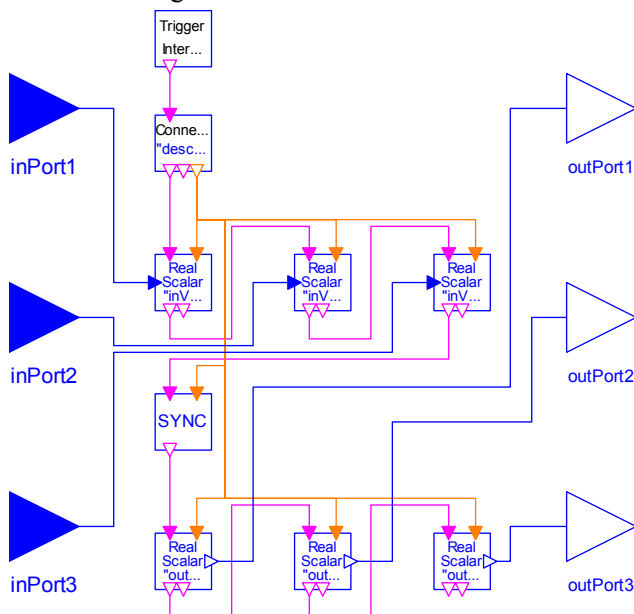 Trigger
Inter...
inPort1
outPort1
Conne...
"desc...
Real
Scalar
"inV...
Real
Scalar
"inV...
Real
Scalar
"inV...
inPort2
outPort2
SYNC
inPort3
outPort3
Real
Scalar
"out...
Real
Scalar
"out...
Real
Scalar
"out...